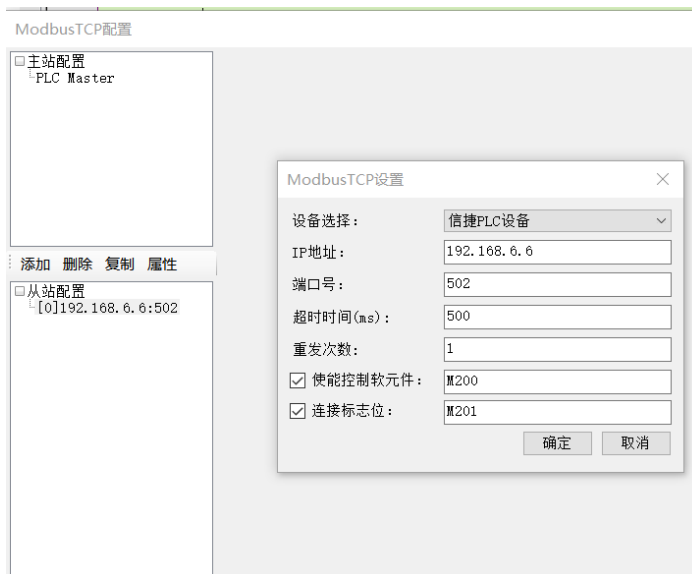 ModbusTCP配置
主站配置
PLC Master
添加 删除 复制 属性
从站配置
[0]192.168.6.6:502
ModbusTCP设置
设备选择: 信捷PLC设备
IP地址: 192.168.6.6
端口号: 502
超时时间(ms): 500
重发次数: 1
使能控制软元件: M200
连接标志位: M201
确定 取消